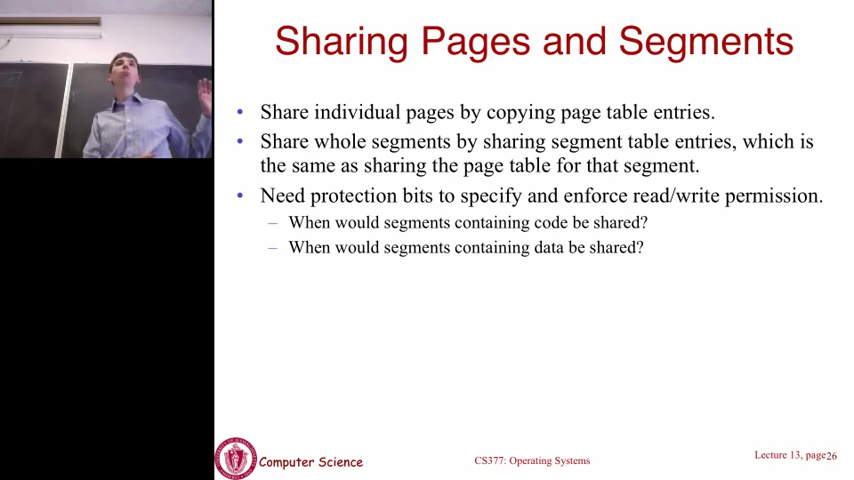 Sharing Pages and Segments
• Share individual pages by copying page table entries.
• Share whole segments by sharing segment table entries, which is
the same as sharing the page table for that segment.
• Need protection bits to specify and enforce read/write permission.
– When would segments containing code be shared?
– When would segments containing data be shared?
Computer Science
CS377: Operating Systems
Lecture 13, page26